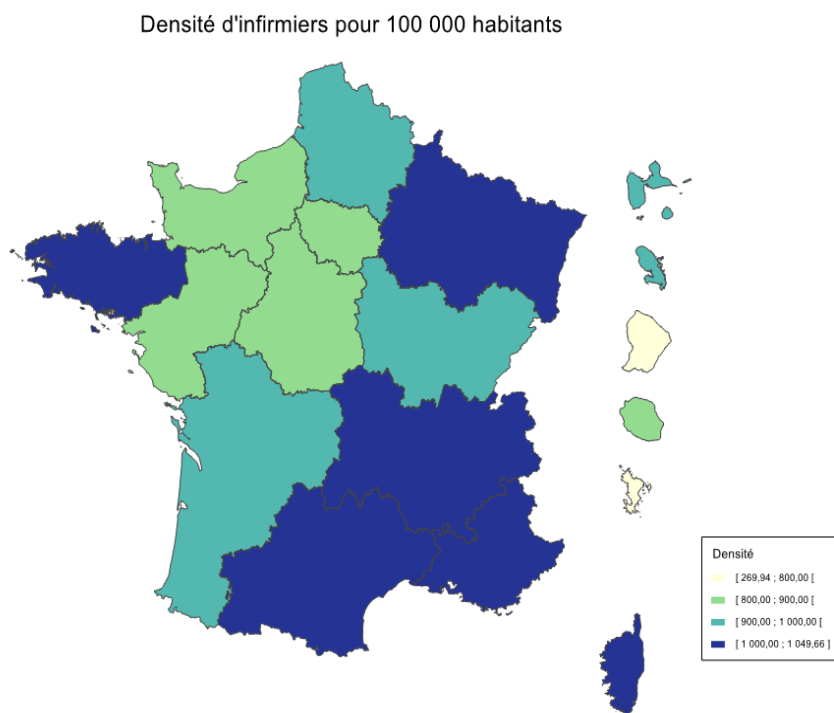 Densité d'infirmiers pour 100 000 habitants
Densité
[ 269,94 ; 800,00 [
[ 800,00 ; 900,00 [
[ 900,00 ; 1 000,00 [
[ 1 000,00 ; 1 049,66 ]